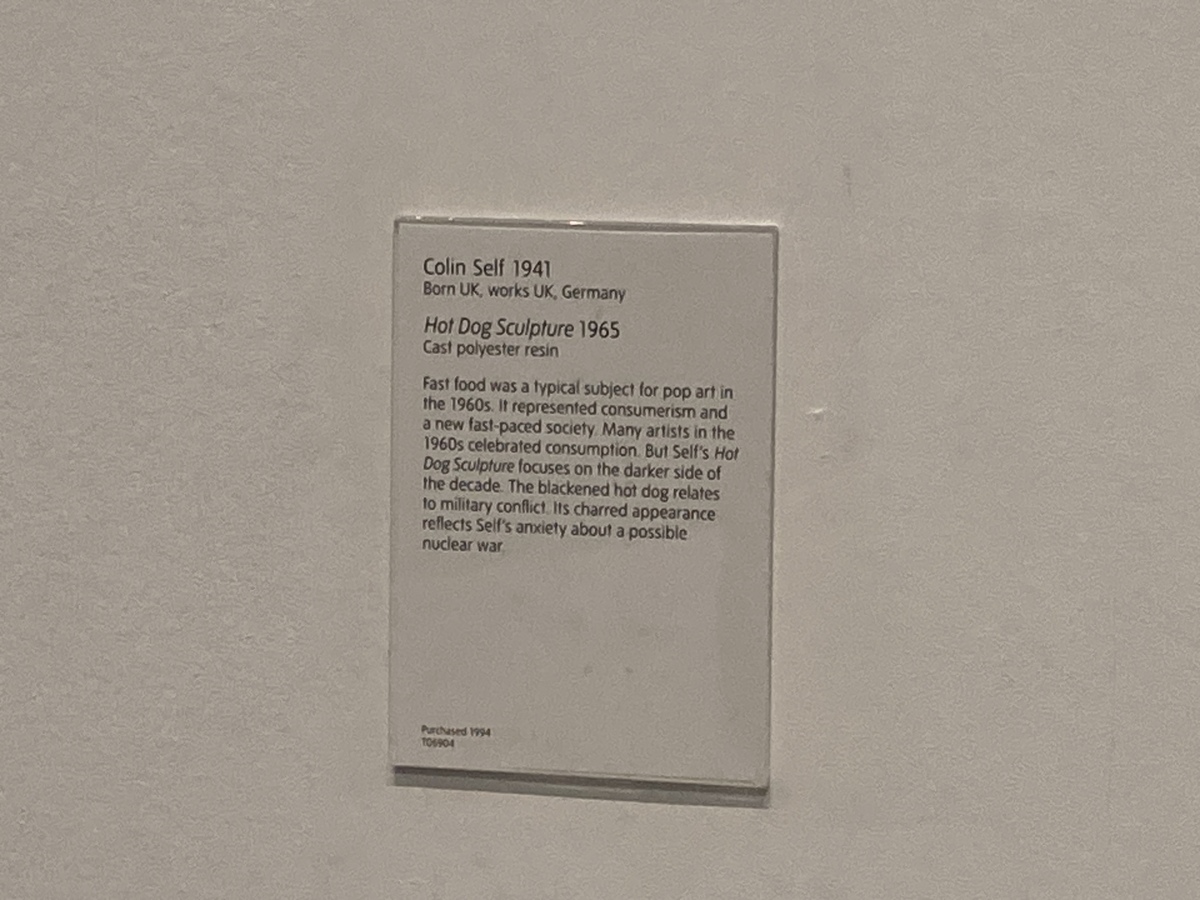 Colin Self 1941
Born UK, works UK, Germany
Hot Dog Sculpture 1965
Cast polyester resin
Fast food was a typical subject for pop art in
the 1960s. It represented consumerism and
a new fast-paced society. Many artists in the
1960s celebrated consumption. But Self's Hot
Dog Sculpture focuses on the darker side of
the decade. The blackened hot dog relates
to military conflict. Its charred appearance
reflects Self's anxiety about a possible
nuclear war.
Purchased 1994
T06904